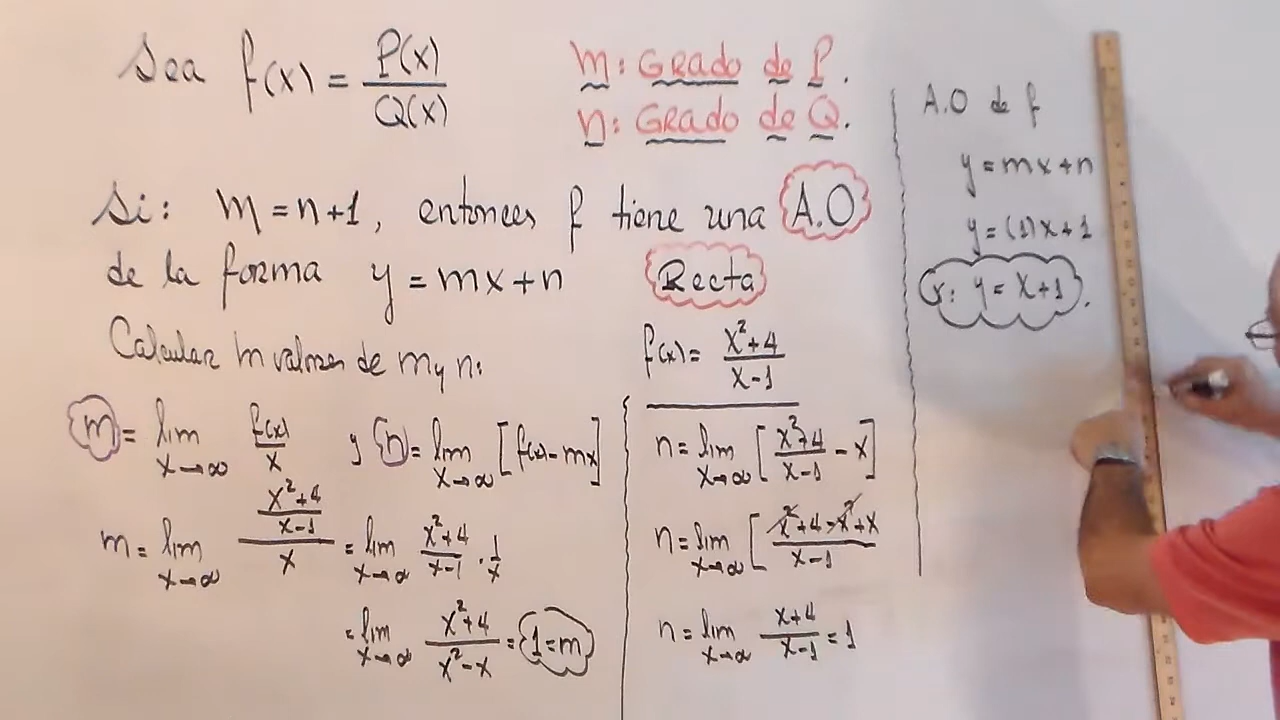 Sea f(x) = P(x)/Q(x)
m: Grado de P.
n: Grado de Q.
Si: m = n+1, entonces f tiene una A.O
de la forma y = mx+n Recta
Calcular valores de m y n:
m = lim x→∞ f(x)/x y n = lim x→∞ [f(x) - mx]
m = lim x→∞ ((x²+4)/(x-1))/x = lim x→∞ (x²+4)/(x-1) · 1/x
= lim x→∞ (x²+4)/(x²-x) = 1=m
f(x) = (x²+4)/(x-1)
n = lim x→∞ [(x²+4)/(x-1) - x]
n = lim x→∞ [(x²+4-x²+x)/(x-1)
n = lim x→∞ (x+4)/(x-1) = 1
A.O de f
y = mx+n
y = (1)x+1
r: y = x+1.